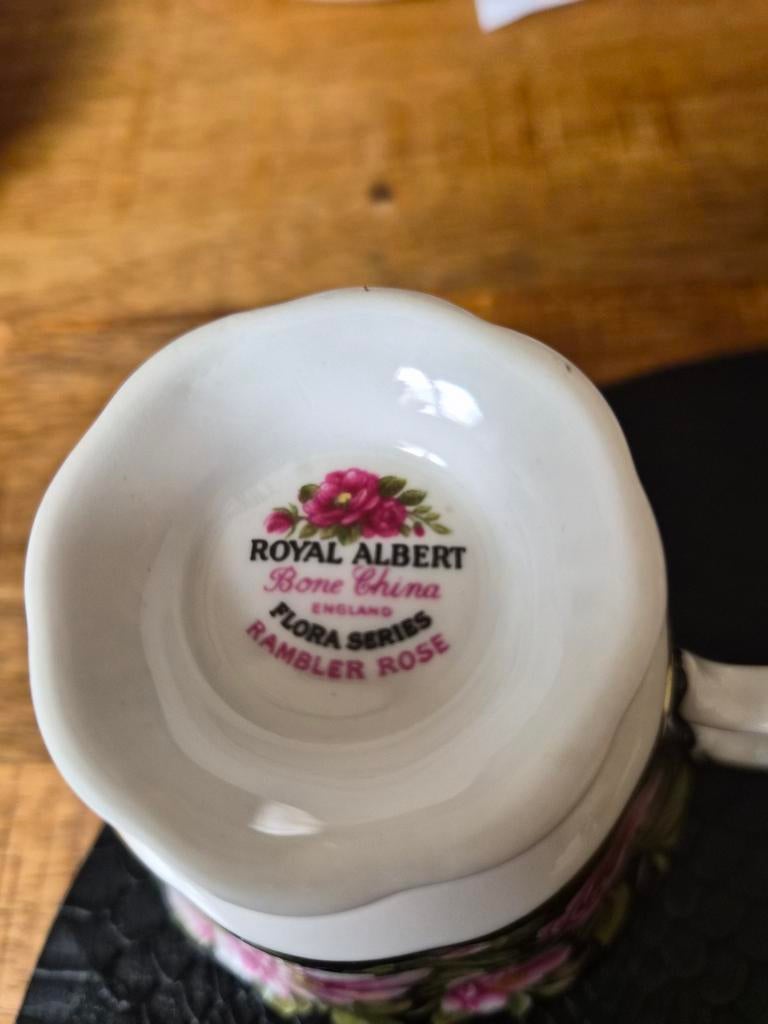 ROYAL ALBERT
Bone China
ENGLAND
FLORA SERIES
RAMBLER ROSE